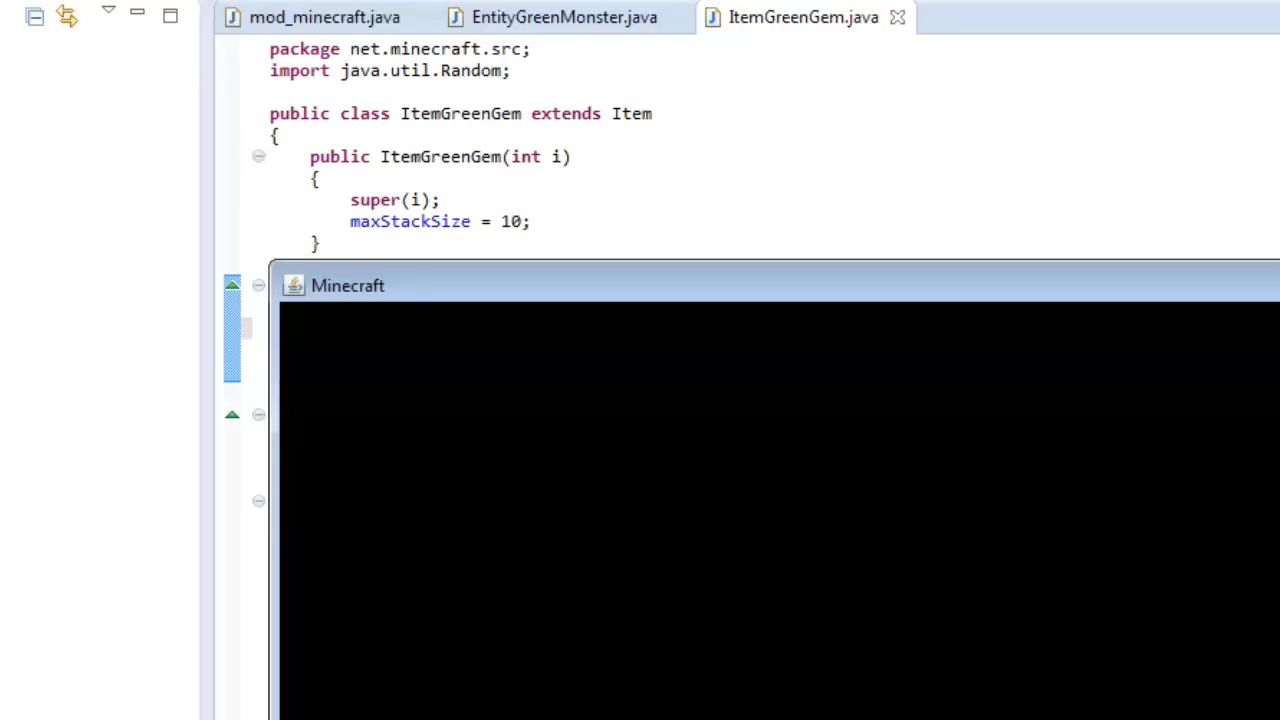 mod_minecraft.java EntityGreenMonster.java ItemGreenGem.java
package net.minecraft.src;
import java.util.Random;
public class ItemGreenGem extends Item
{
public ItemGreenGem(int i)
{
super(i);
maxStackSize = 10;
}
Minecraft